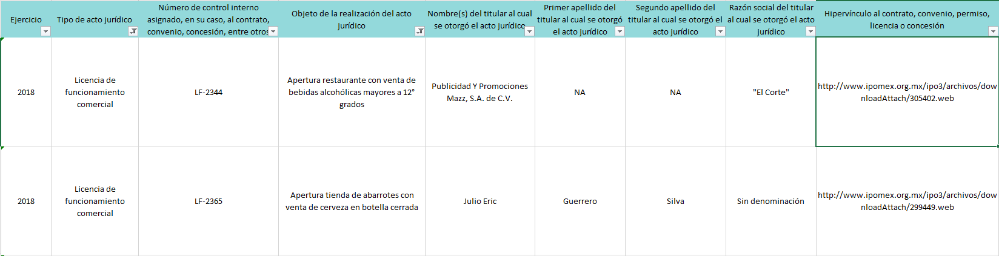 Ejercicio
Tipo de acto jurídico
Número de control interno
asignado, en su caso, al contrato,
convenio, concesión, entre otros
Objeto de la realización del acto
jurídico
Nombre(s) del titular al cual
se otorgó el acto jurídico
Primer apellido del
titular al cual se otorgó
el acto jurídico
Segundo apellido del
titular al cual se otorgó el
acto jurídico
Razón social del titular
al cual se otorgó el acto
jurídico
Hipervínculo al contrato, convenio, permiso,
licencia o concesión
2018
Licencia de
funcionamiento
comercial
LF-2344
Apertura restaurante con venta de
bebidas alcohólicas mayores a 12°
grados
Publicidad Y Promociones
Mazz, S.A. de C.V.
NA
NA
"El Corte"
http://www.ipomex.org.mx/ipo3/archivos/dow
nloadAttach/305402.web
2018
Licencia de
funcionamiento
comercial
LF-2365
Apertura tienda de abarrotes con
venta de cerveza en botella cerrada
Julio Eric
Guerrero
Silva
Sin denominación
http://www.ipomex.org.mx/ipo3/archivos/dow
nloadAttach/299449.web